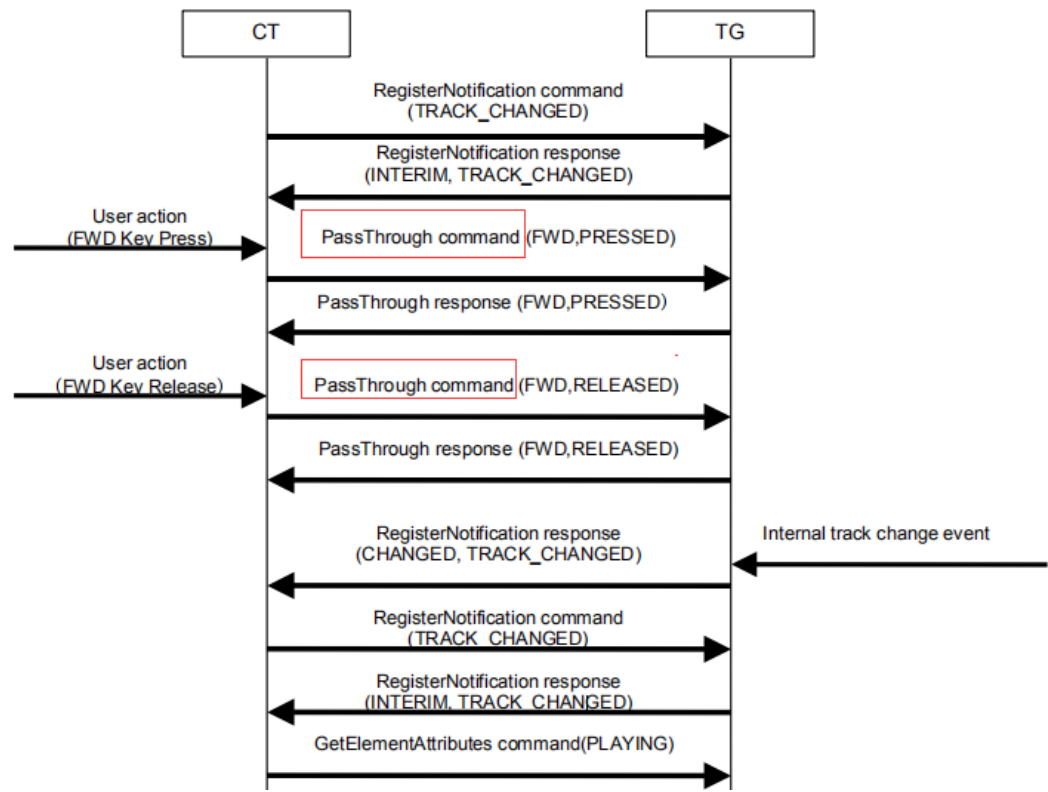 CT
TG
RegisterNotification command
(TRACK_CHANGED)
RegisterNotification response
(INTERIM, TRACK_CHANGED)
User action
(FWD Key Press)
PassThrough command (FWD,PRESSED)
PassThrough response (FWD,PRESSED)
User action
(FWD Key Release)
PassThrough command (FWD,RELEASED)
PassThrough response (FWD,RELEASED)
RegisterNotification response
(CHANGED, TRACK_CHANGED)
Internal track change event
RegisterNotification command
(TRACK_CHANGED)
RegisterNotification response
(INTERIM, TRACK_CHANGED)
GetElementAttributes command(PLAYING)